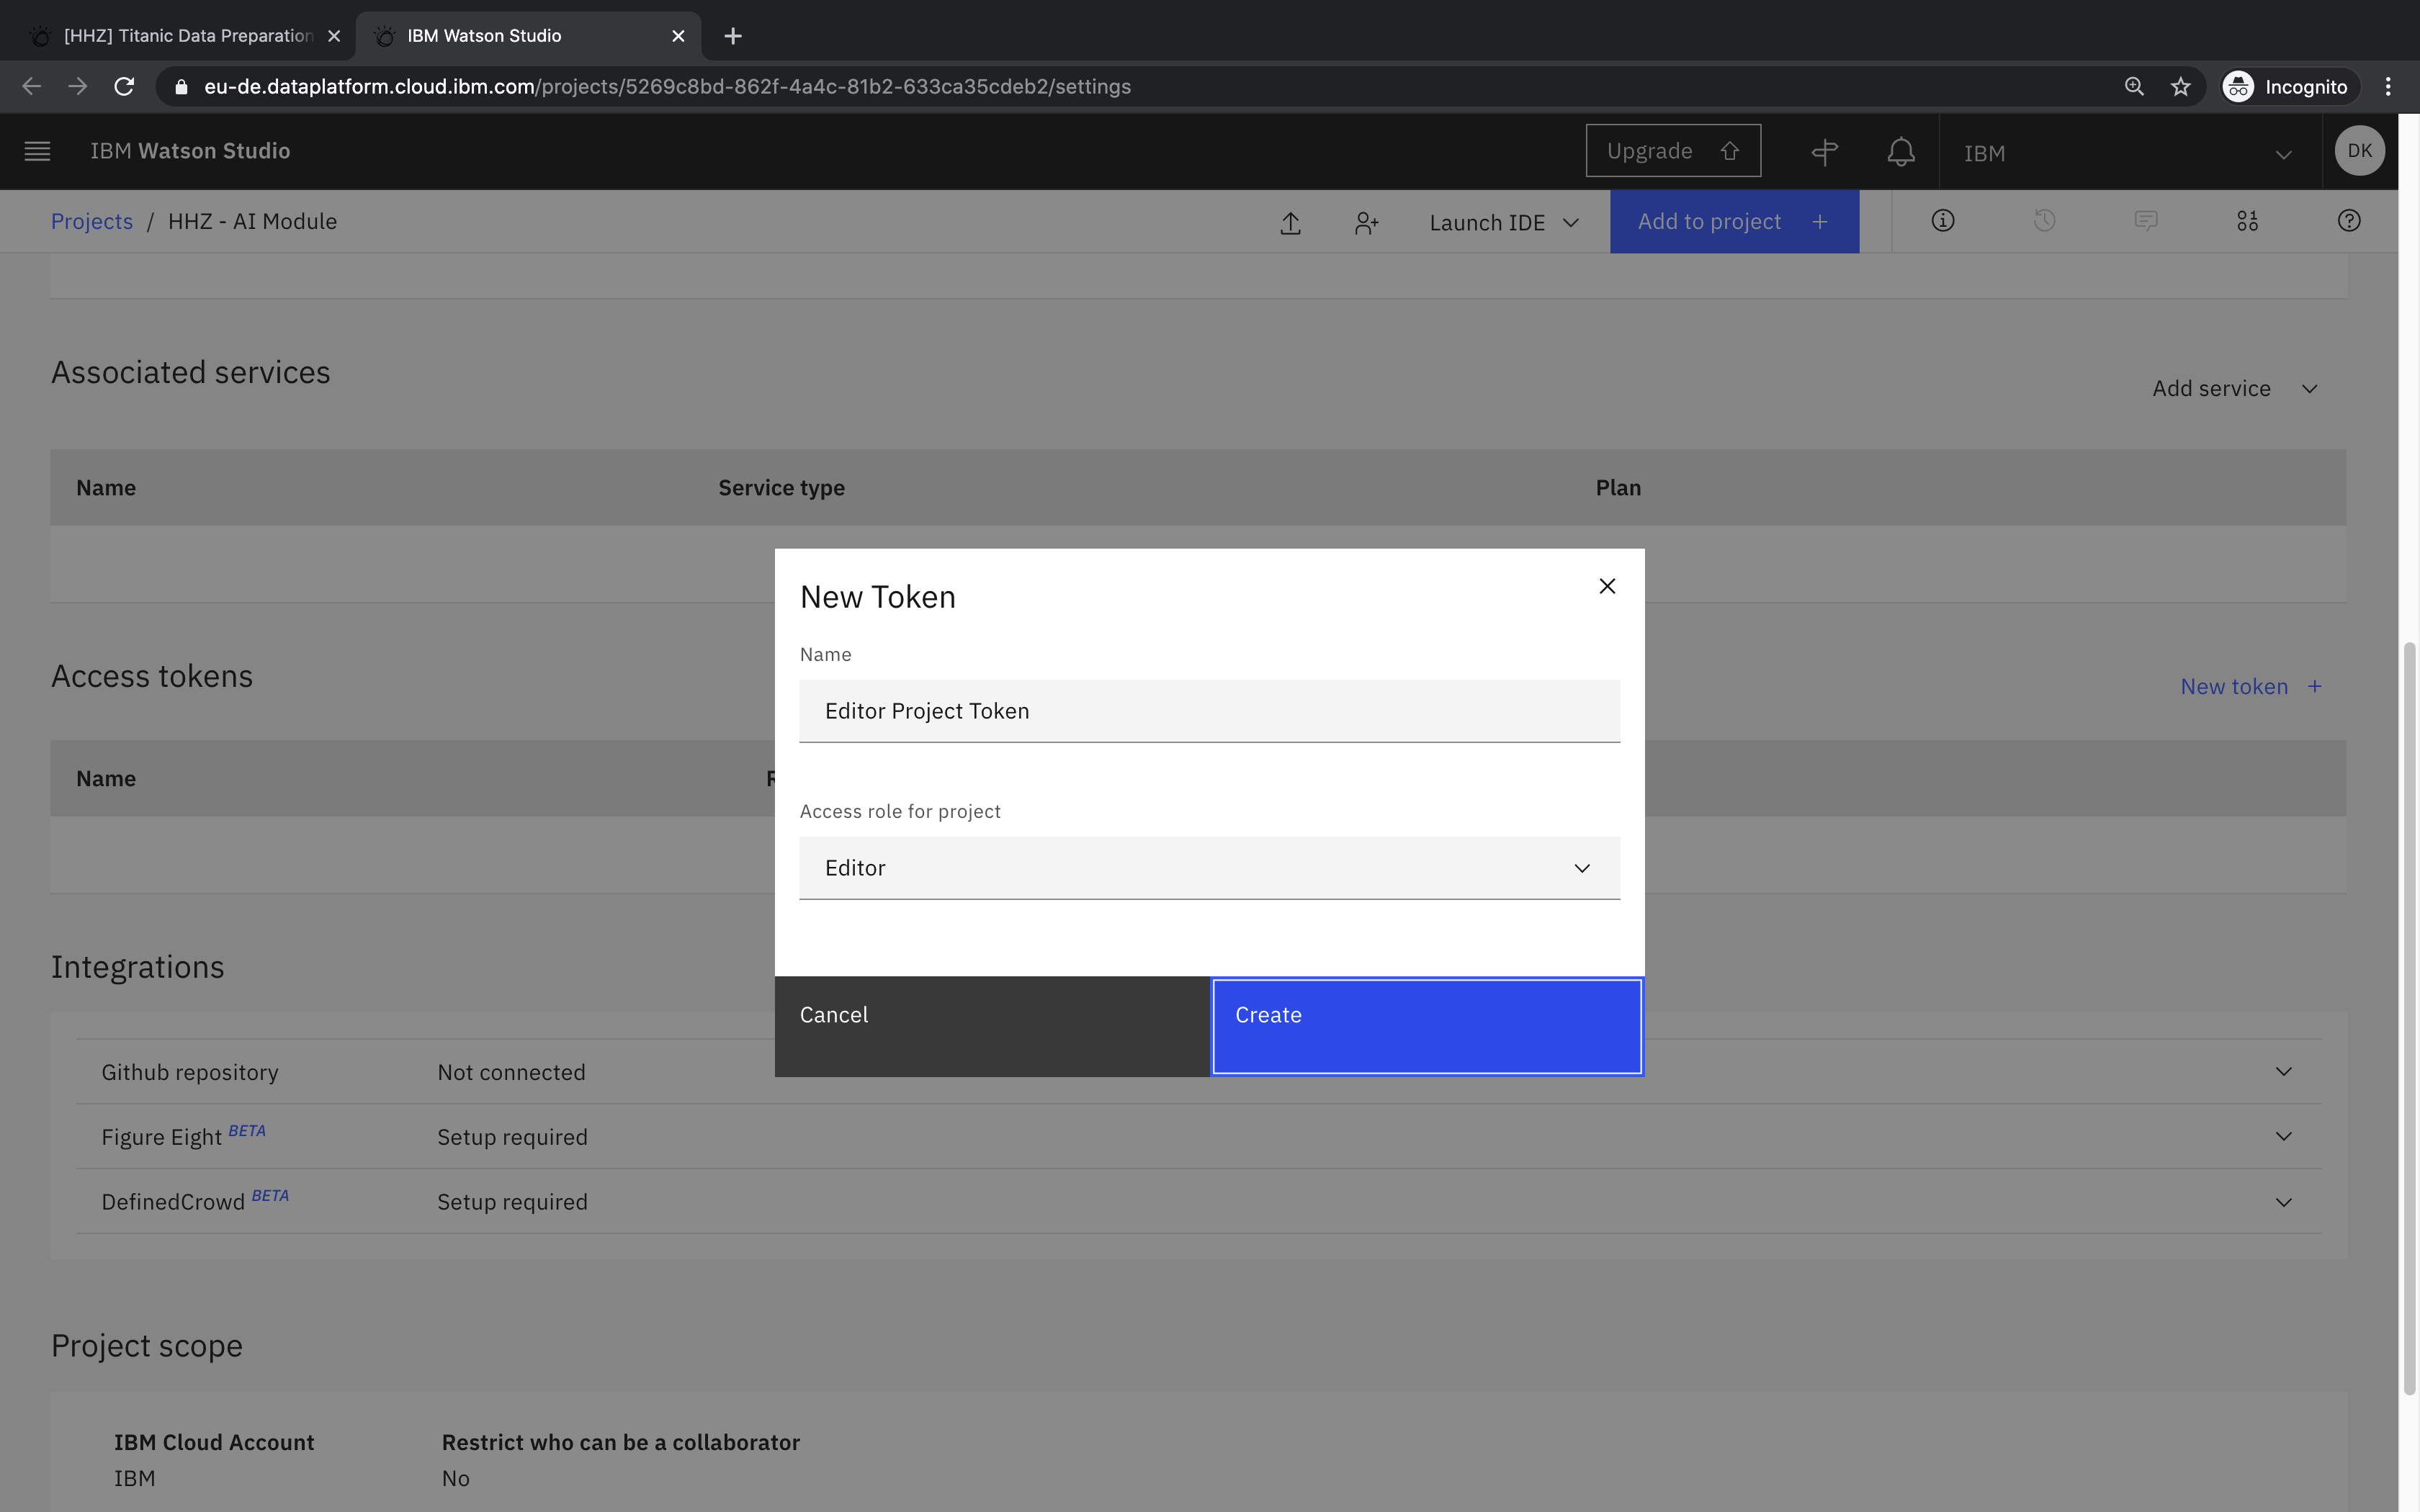 [HHZ] Titanic Data Preparation
IBM Watson Studio
eu-de.dataplatform.cloud.ibm.com/projects/5269c8bd-862f-4a4c-81b2-633ca35cdeb2/settings
Incognito
IBM Watson Studio
Upgrade
IBM
DK
Projects / HHZ - AI Module
Launch IDE
Add to project +
Associated services
Add service
Name Service type Plan
New Token
Name
Editor Project Token
Access role for project
Editor
Cancel
Create
Access tokens
New token +
Name R
Integrations
Github repository Not connected
Figure Eight BETA Setup required
DefinedCrowd BETA Setup required
Project scope
IBM Cloud Account Restrict who can be a collaborator
IBM No